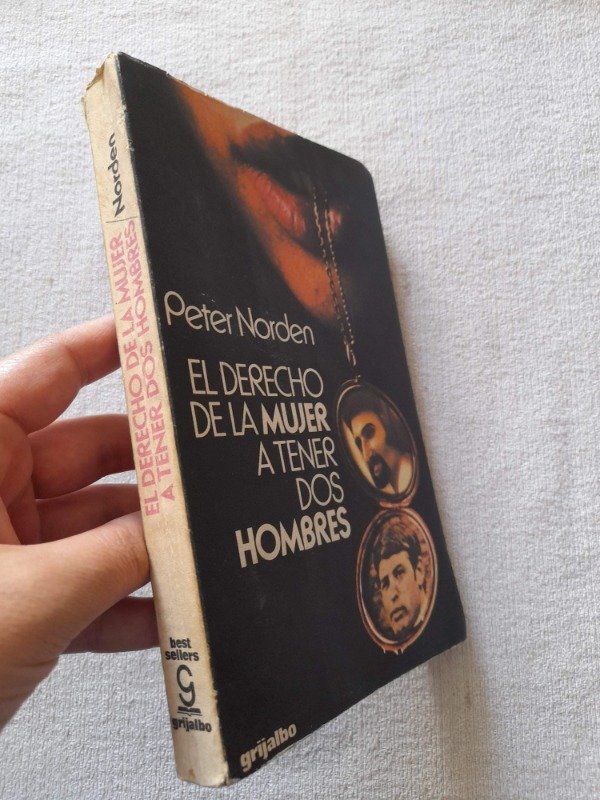 Peter Norden
EL DERECHO
DE LA MUJER
A TENER
DOS
HOMBRES
grijalbo
Norden
EL DERECHO DE LA MUJER
A TENER DOS HOMBRES
best
sellers
grijalbo